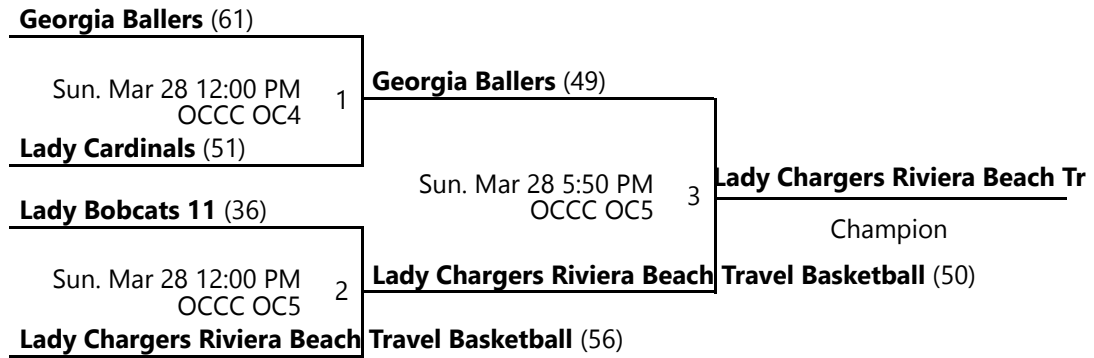 Georgia Ballers (61)
Sun. Mar 28 12:00 PM
OCCC OC4
1
Georgia Ballers (49)
Lady Cardinals (51)
Sun. Mar 28 5:50 PM
OCCC OC5
3
Lady Chargers Riviera Beach Tr
Champion
Lady Bobcats 11 (36)
Sun. Mar 28 12:00 PM
OCCC OC5
2
Lady Chargers Riviera Beach Travel Basketball (50)
Lady Chargers Riviera Beach Travel Basketball (56)